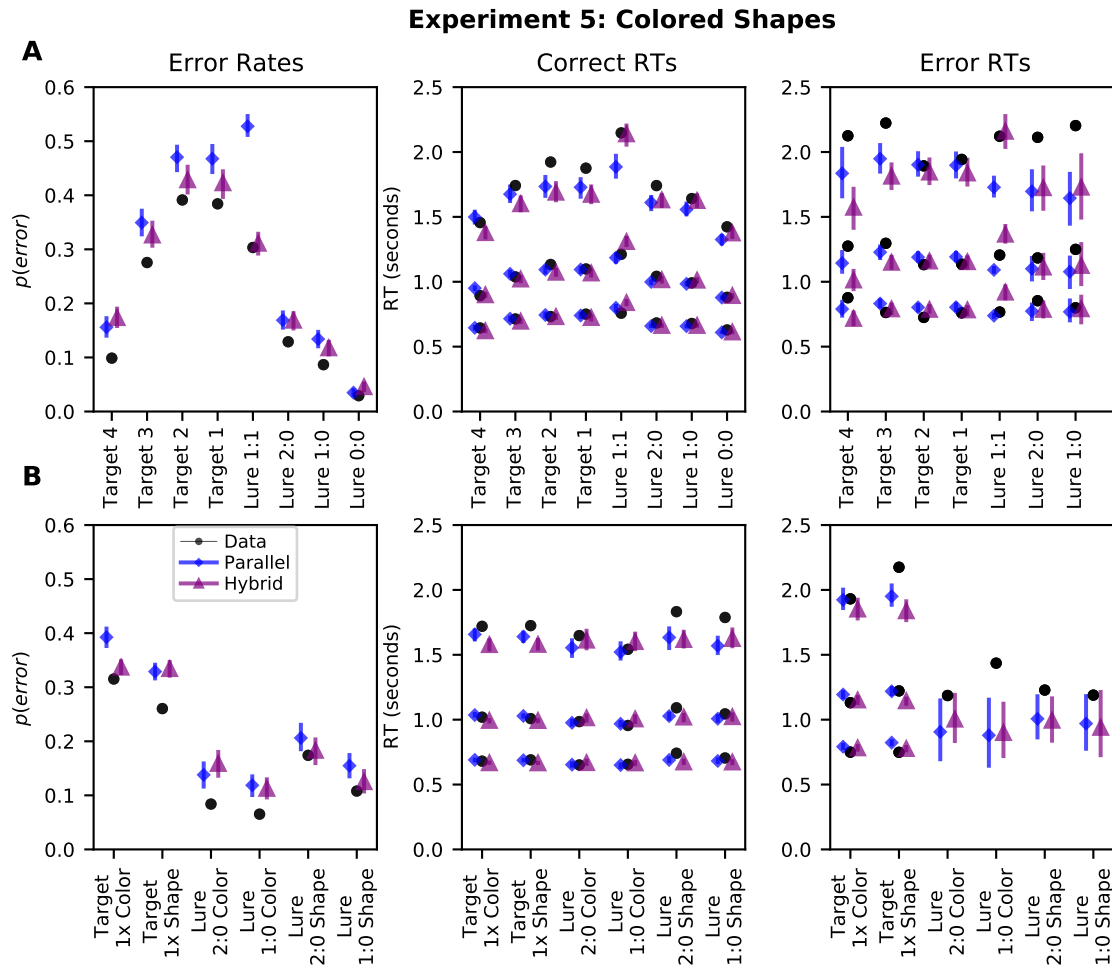 Experiment 5: Colored Shapes
A
Error Rates
Correct RTs
Error RTs
p(error)
0.6
0.5
0.4
0.3
0.2
0.1
0.0
Target 4
Target 3
Target 2
Target 1
Lure 1:1
Lure 2:0
Lure 1:0
Lure 0:0
RT (seconds)
2.5
2.0
1.5
1.0
0.5
0.0
Target 4
Target 3
Target 2
Target 1
Lure 1:1
Lure 2:0
Lure 1:0
Lure 0:0
2.5
2.0
1.5
1.0
0.5
0.0
Target 4
Target 3
Target 2
Target 1
Lure 1:1
Lure 2:0
Lure 1:0
B
p(error)
0.6
0.5
0.4
0.3
0.2
0.1
0.0
Data
Parallel
Hybrid
Target
1x Color
Target
1x Shape
Lure
2:0 Color
Lure
1:0 Color
Lure
2:0 Shape
Lure
1:0 Shape
RT (seconds)
2.5
2.0
1.5
1.0
0.5
0.0
Target
1x Color
Target
1x Shape
Lure
2:0 Color
Lure
1:0 Color
Lure
2:0 Shape
Lure
1:0 Shape
2.5
2.0
1.5
1.0
0.5
0.0
Target
1x Color
Target
1x Shape
Lure
2:0 Color
Lure
1:0 Color
Lure
2:0 Shape
Lure
1:0 Shape